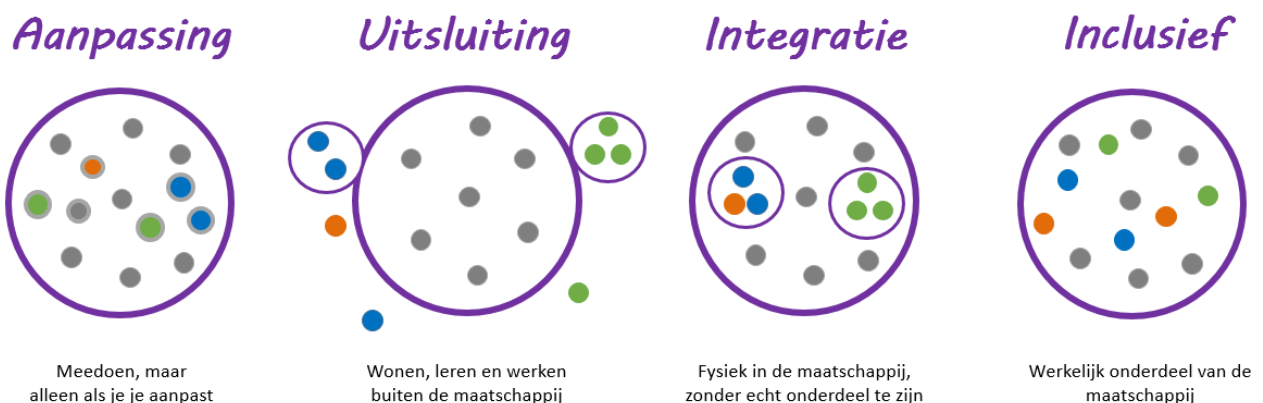 Aanpassing
Meedoen, maar
alleen als je je aanpast
Uitsluiting
Wonen, leren en werken
buiten de maatschappij
Integratie
Fysiek in de maatschappij,
zonder echt onderdeel te zijn
Inclusief
Werkelijk onderdeel van de
maatschappij